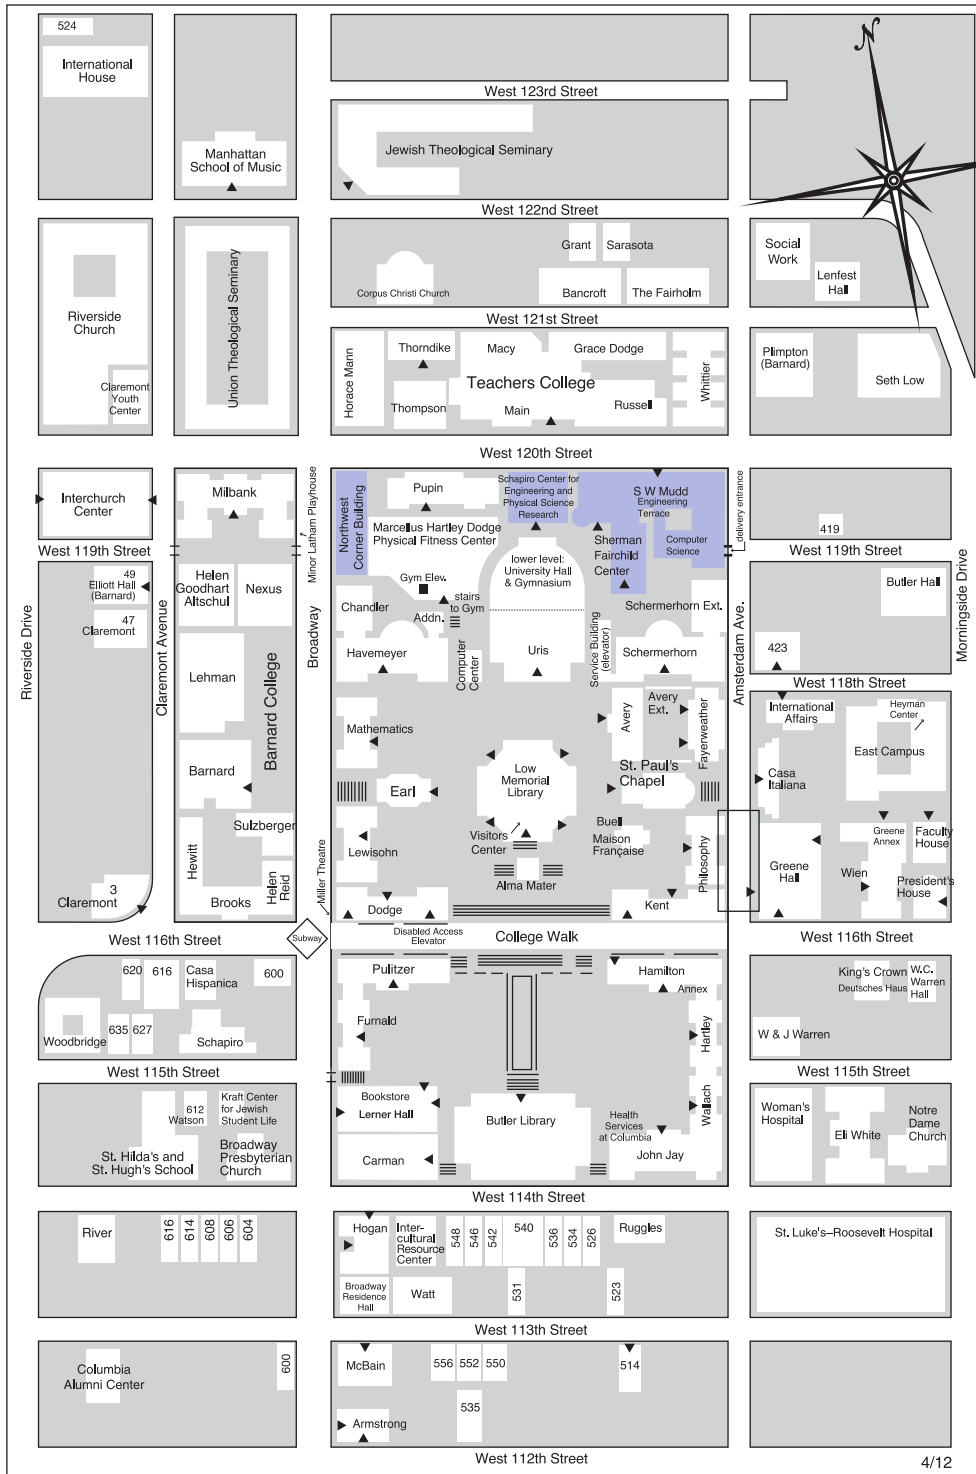 524
International
House
Manhattan
School of Music
West 123rd Street
Jewish Theological Seminary
N
West 122nd Street
Riverside
Church
Claremont
Youth
Center
Union Theological Seminary
Corpus Christi Church
Grant
Sarasota
Bancroft
The Fairholm
Social
Work
Lenfest
Hall
West 121st Street
Horace Mann
Thorndike
Thompson
Macy
Grace Dodge
Teachers College
Main
Russell
Whittier
Plimpton
(Barnard)
Seth Low
West 120th Street
Interchurch
Center
Milbank
Minor Latham Playhouse
Northwest
Corner Building
Pupin
Marcellus Hartley Dodge
Physical Fitness Center
Schapiro Center for
Engineering and
Physical Science
Research
S W Mudd
Engineering
Terrace
Computer
Science
Sherman
Fairchild
Center
delivery entrance
419
West 119th Street
West 119th Street
Riverside Drive
49
Elliott Hall
(Barnard)
47
Claremont
Claremont Avenue
Helen
Goodhart
Altschul
Nexus
Lehman
Barnard College
Broadway
Gym Elev.
stairs
to Gym
Addn.
Chandler
Havemeyer
Computer
Center
lower level:
University Hall
& Gymnasium
Uris
Service Building
(elevator)
Schermerhorn Ext.
Schermerhorn
Amsterdam Ave.
Butler Hall
423
Morningside Drive
West 118th Street
Mathematics
Avery
Avery
Ext.
Fayerweather
International
Affairs
Heyman
Center
East Campus
Casa
Italiana
Barnard
Earl
Low
Memorial
Library
St. Paul's
Chapel
Sulzberger
Hewitt
Helen
Reid
Brooks
3
Claremont
Miller Theatre
Lewisohn
Visitors
Center
Alma Mater
Buell
Maison
Française
Philosophy
Greene
Hall
Greene
Annex
Wien
Faculty
House
President's
House
Dodge
Kent
Disabled Access
Elevator
Subway
West 116th Street
College Walk
West 116th Street
620
616
Casa
Hispanica
600
Woodbridge
635
627
Schapiro
Pulitzer
Furnald
Hamilton
Annex
Hartley
King's Crown
Deutsches Haus
W.C.
Warren
Hall
W & J Warren
West 115th Street
West 115th Street
612
Watson
Kraft Center
for Jewish
Student Life
St. Hilda's and
St. Hugh's School
Broadway
Presbyterian
Church
Bookstore
Lerner Hall
Carman
Butler Library
Health
Services
at Columbia
John Jay
Wallach
Woman's
Hospital
Eli White
Notre
Dame
Church
West 114th Street
River
616
614
608
606
604
Hogan
Inter-
cultural
Resource
Center
548
546
542
540
536
534
526
Ruggles
Broadway
Residence
Hall
Watt
531
523
St. Luke's–Roosevelt Hospital
West 113th Street
Columbia
Alumni Center
600
McBain
556
552
550
514
535
Armstrong
West 112th Street
4/12